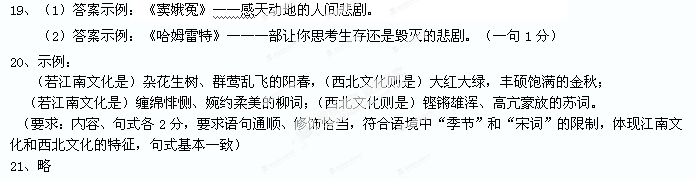 19、（1）答案示例：《窦娥冤》———感天动地的人间悲剧。
（2）答案示例：《哈姆雷特》———一部让你思考生存还是毁灭的悲剧。（一句1分）
20、示例：
（若江南文化是）杂花生树、群莺乱飞的阳春，（西北文化则是）大红大绿，丰硕饱满的金秋；
（若江南文化是）缠绵悱恻、婉约柔美的柳词；（西北文化则是）铿锵雄浑、高亢豪放的苏词。
（要求：内容、句式各2分，要求语句通顺、修饰恰当，符合语境中“季节”和“宋词”的限制，体现江南文
化和西北文化的特征，句式基本一致）
21、略